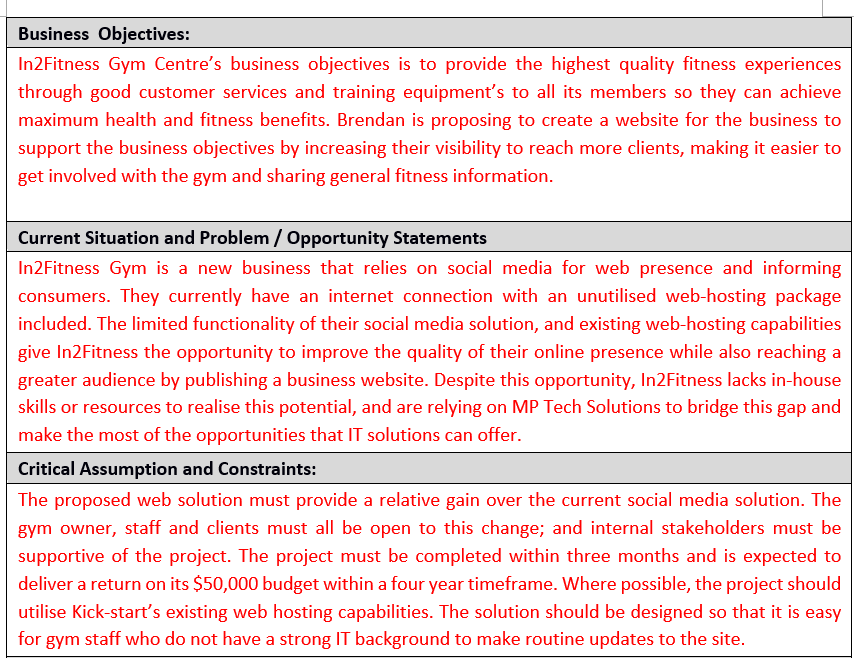 Business  Objectives:
In2Fitness Gym Centre’s business objectives is to provide the highest quality fitness experiences
through good customer services and training equipment’s to all its members so they can achieve
maximum health and fitness benefits. Brendan is proposing to create a website for the business to
support the business objectives by increasing their visibility to reach more clients, making it easier to
get involved with the gym and sharing general fitness information.
Current Situation and Problem / Opportunity Statements
In2Fitness Gym is a new business that relies on social media for web presence and informing
consumers. They currently have an internet connection with an unutilised web-hosting package
included. The limited functionality of their social media solution, and existing web-hosting capabilities
give In2Fitness the opportunity to improve the quality of their online presence while also reaching a
greater audience by publishing a business website. Despite this opportunity, In2Fitness lacks in-house
skills or resources to realise this potential, and are relying on MP Tech Solutions to bridge this gap and
make the most of the opportunities that IT solutions can offer.
Critical Assumption and Constraints:
The proposed web solution must provide a relative gain over the current social media solution. The
gym owner, staff and clients must all be open to this change; and internal stakeholders must be
supportive of the project. The project must be completed within three months and is expected to
deliver a return on its $50,000 budget within a four year timeframe. Where possible, the project should
utilise Kick-start’s existing web hosting capabilities. The solution should be designed so that it is easy
for gym staff who do not have a strong IT background to make routine updates to the site.